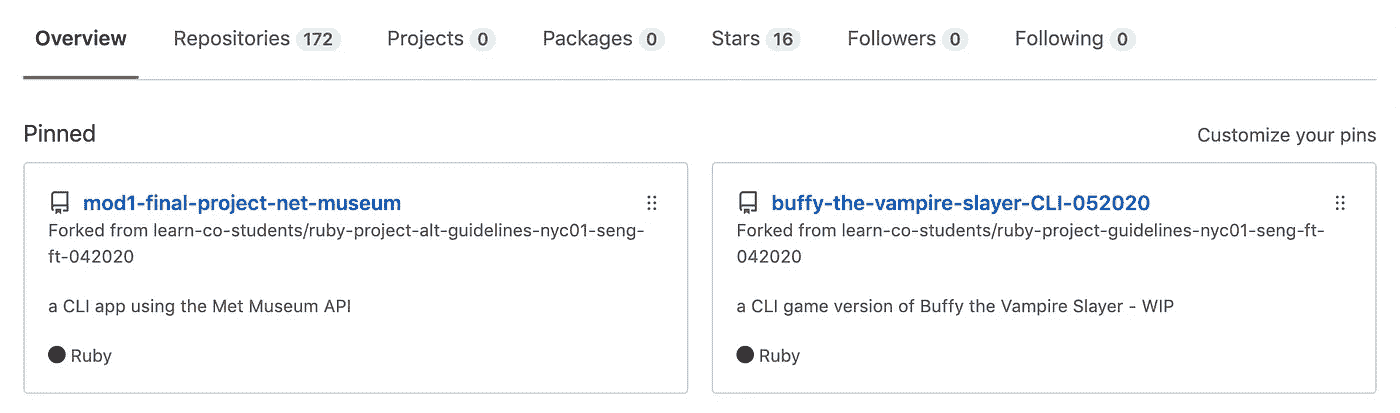 Overview Repositories 172 Projects 0 Packages 0 Stars 16 Followers 0 Following 0
Pinned Customize your pins
mod1-final-project-net-museum
Forked from learn-co-students/ruby-project-alt-guidelines-nyc01-seng-
ft-042020
a CLI app using the Met Museum API
Ruby
buffy-the-vampire-slayer-CLI-052020
Forked from learn-co-students/ruby-project-guidelines-nyc01-seng-ft-
042020
a CLI game version of Buffy the Vampire Slayer - WIP
Ruby